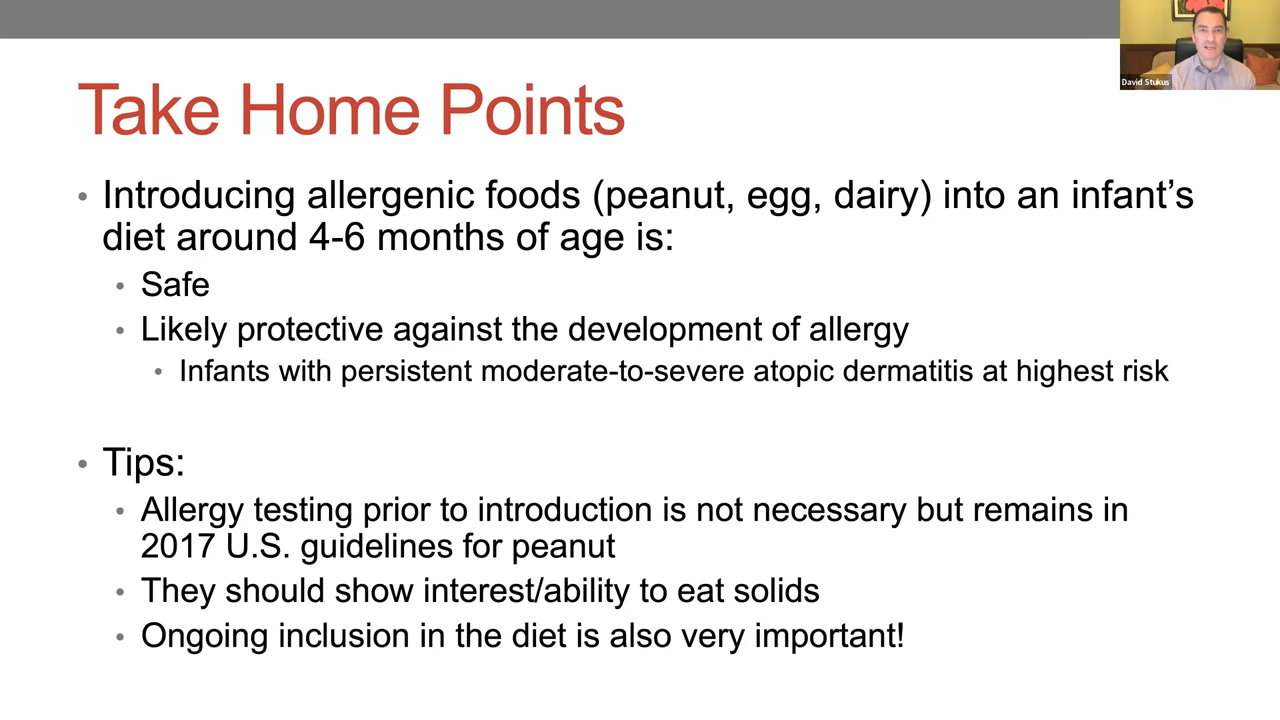 David Stukus
Take Home Points
• Introducing allergenic foods (peanut, egg, dairy) into an infant’s
diet around 4-6 months of age is:
• Safe
• Likely protective against the development of allergy
• Infants with persistent moderate-to-severe atopic dermatitis at highest risk
• Tips:
• Allergy testing prior to introduction is not necessary but remains in
2017 U.S. guidelines for peanut
• They should show interest/ability to eat solids
• Ongoing inclusion in the diet is also very important!